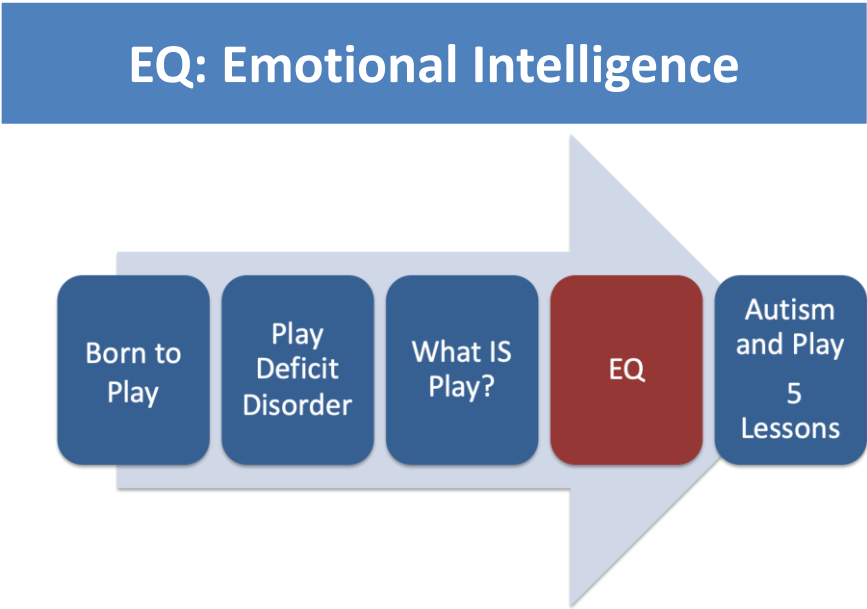 EQ: Emotional Intelligence
Born to
Play
Play
Deficit
Disorder
What IS
Play?
EQ
Autism
and Play
5
Lessons